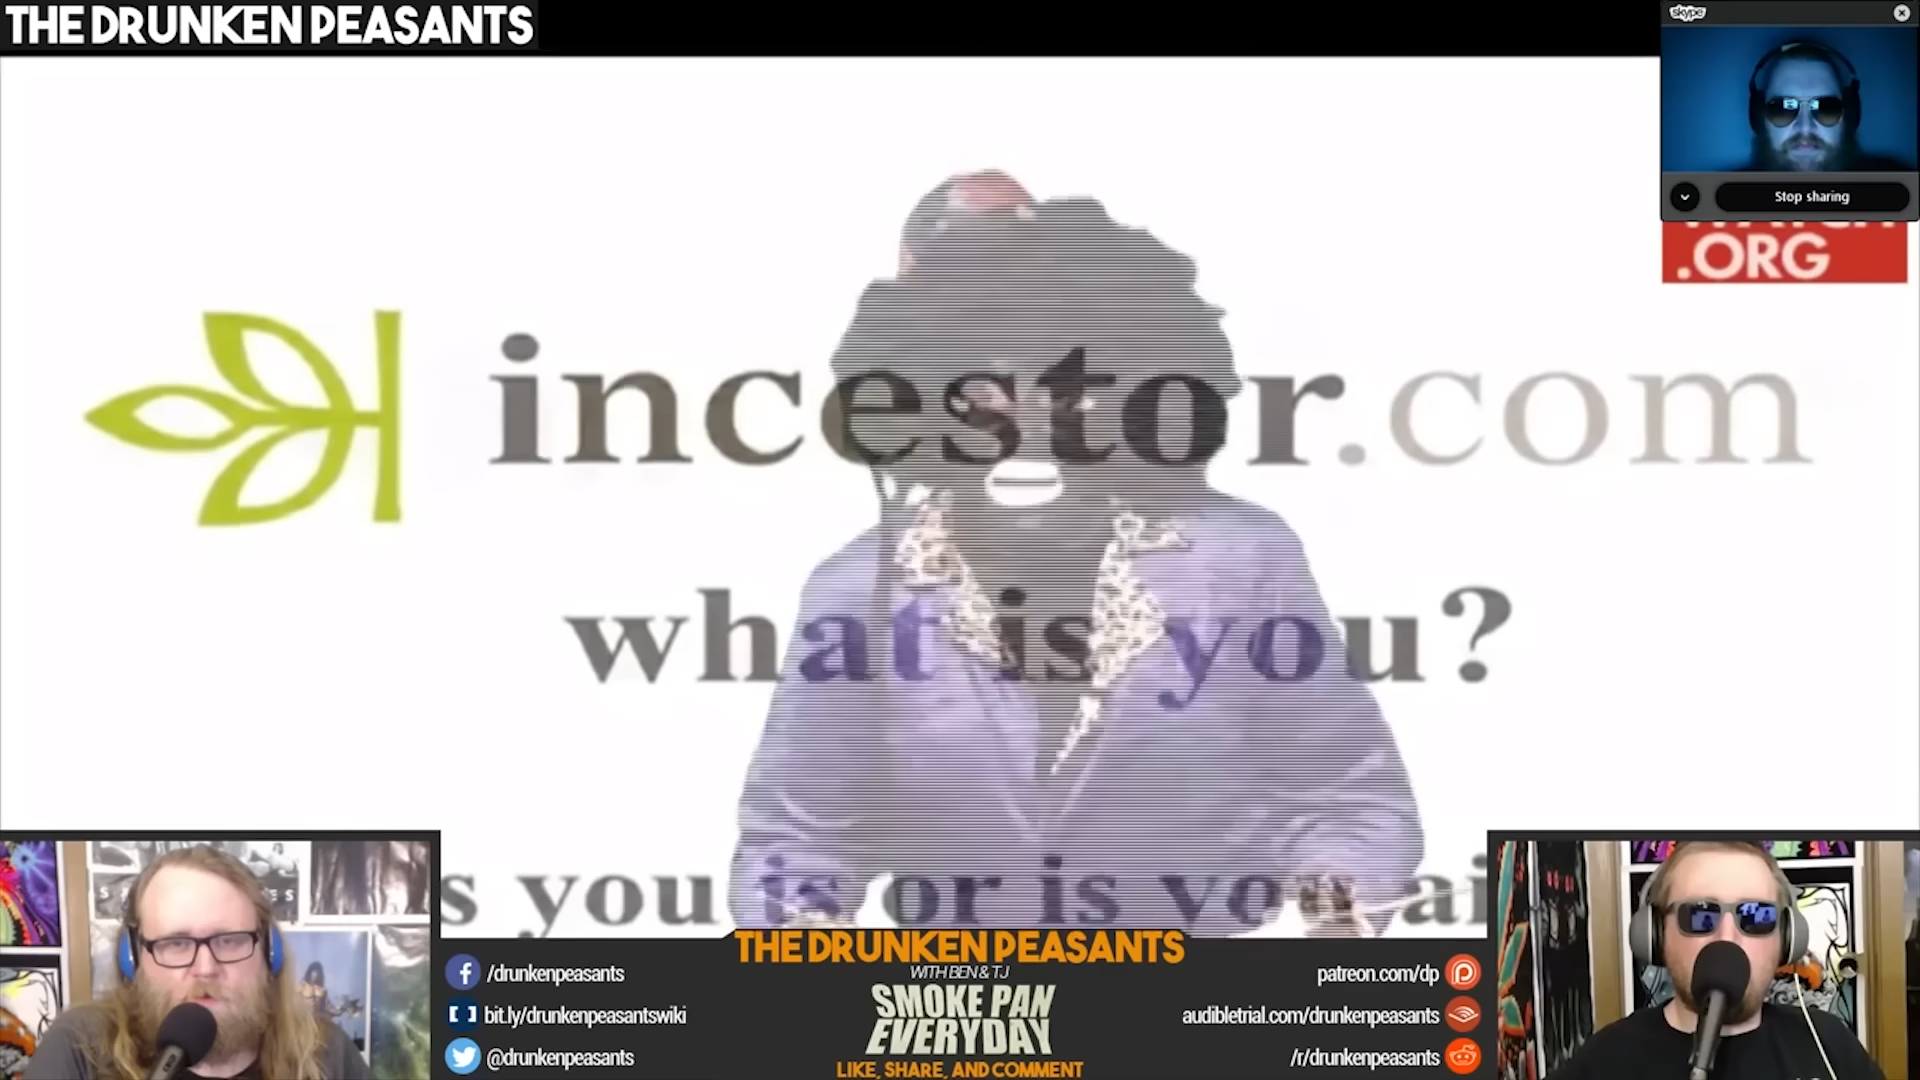 THE DRUNKEN PEASANTS
skype
Stop sharing
.ORG
incestor.com
what is you?
s you is or is you ai
THE DRUNKEN PEASANTS
WITH BEN & TJ
SMOKE PAN
EVERYDAY
LIKE, SHARE, AND COMMENT
/drunkenpeasants
bit.ly/drunkenpeasantswiki
@drunkenpeasants
patreon.com/dp
audibletrial.com/drunkenpeasants
/r/drunkenpeasants